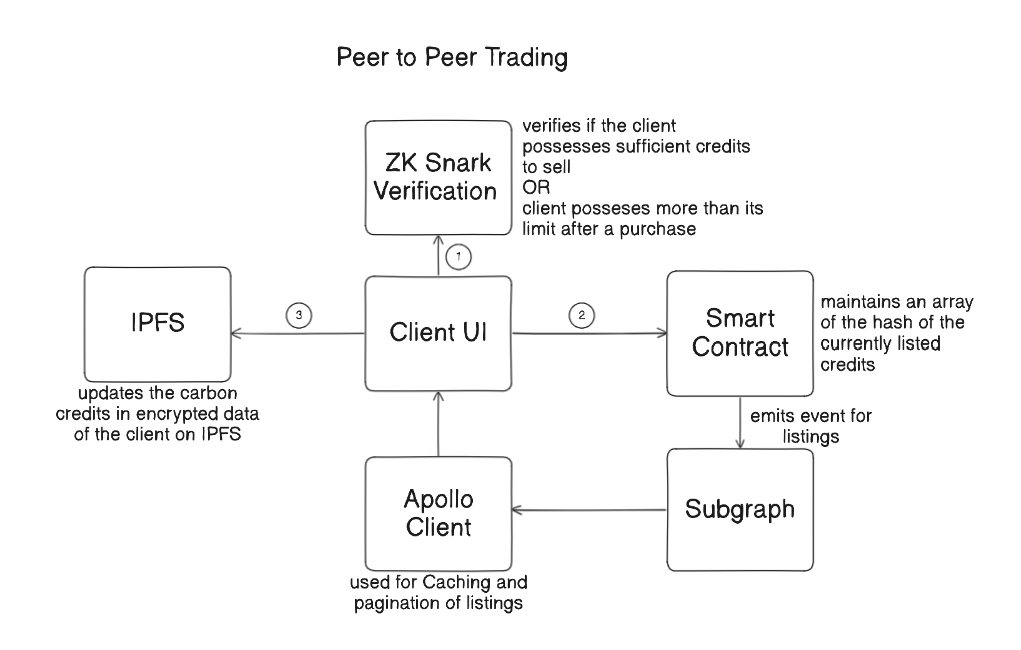 Peer to Peer Trading
ZK Snark
Verification
verifies if the client
possesses sufficient credits
to sell
OR
client posseses more than its
limit after a purchase
1
IPFS
3
Client UI
2
Smart
Contract
maintains an array
of the hash of the
currently listed
credits
updates the carbon
credits in encrypted data
of the client on IPFS
emits event for
listings
Apollo
Client
Subgraph
used for Caching and
pagination of listings